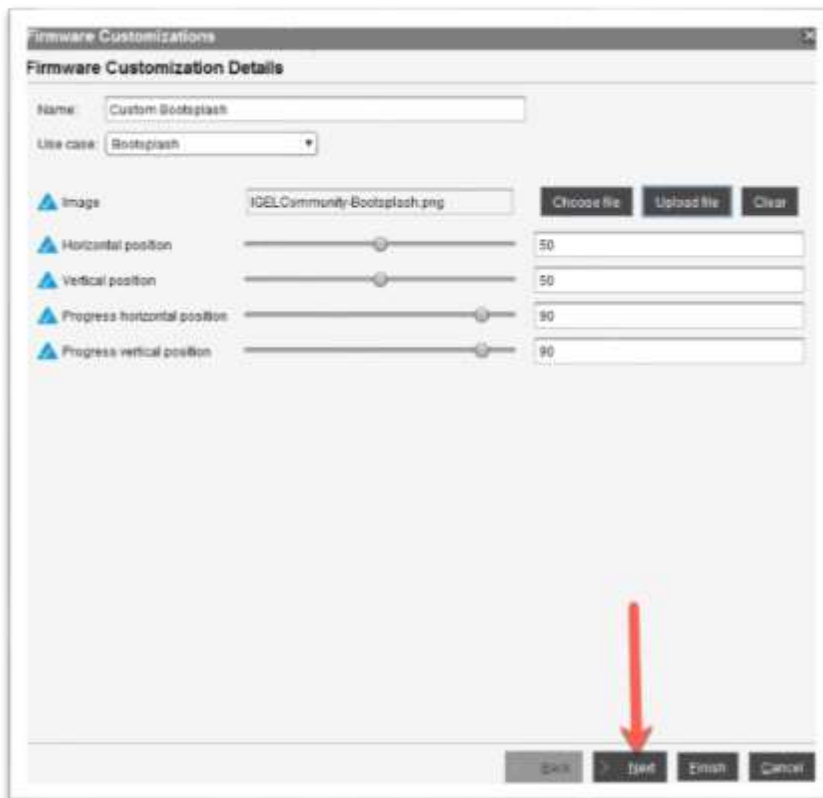 Firmware Customizations
Firmware Customization Details
Name: Custom Bootsplash
Use case: Bootsplash
Image IGELCommunity-Bootsplash.png Choose file Upload file Clear
Horizontal position 50
Vertical position 50
Progress horizontal position 90
Progress vertical position 90
Back Next Finish Cancel